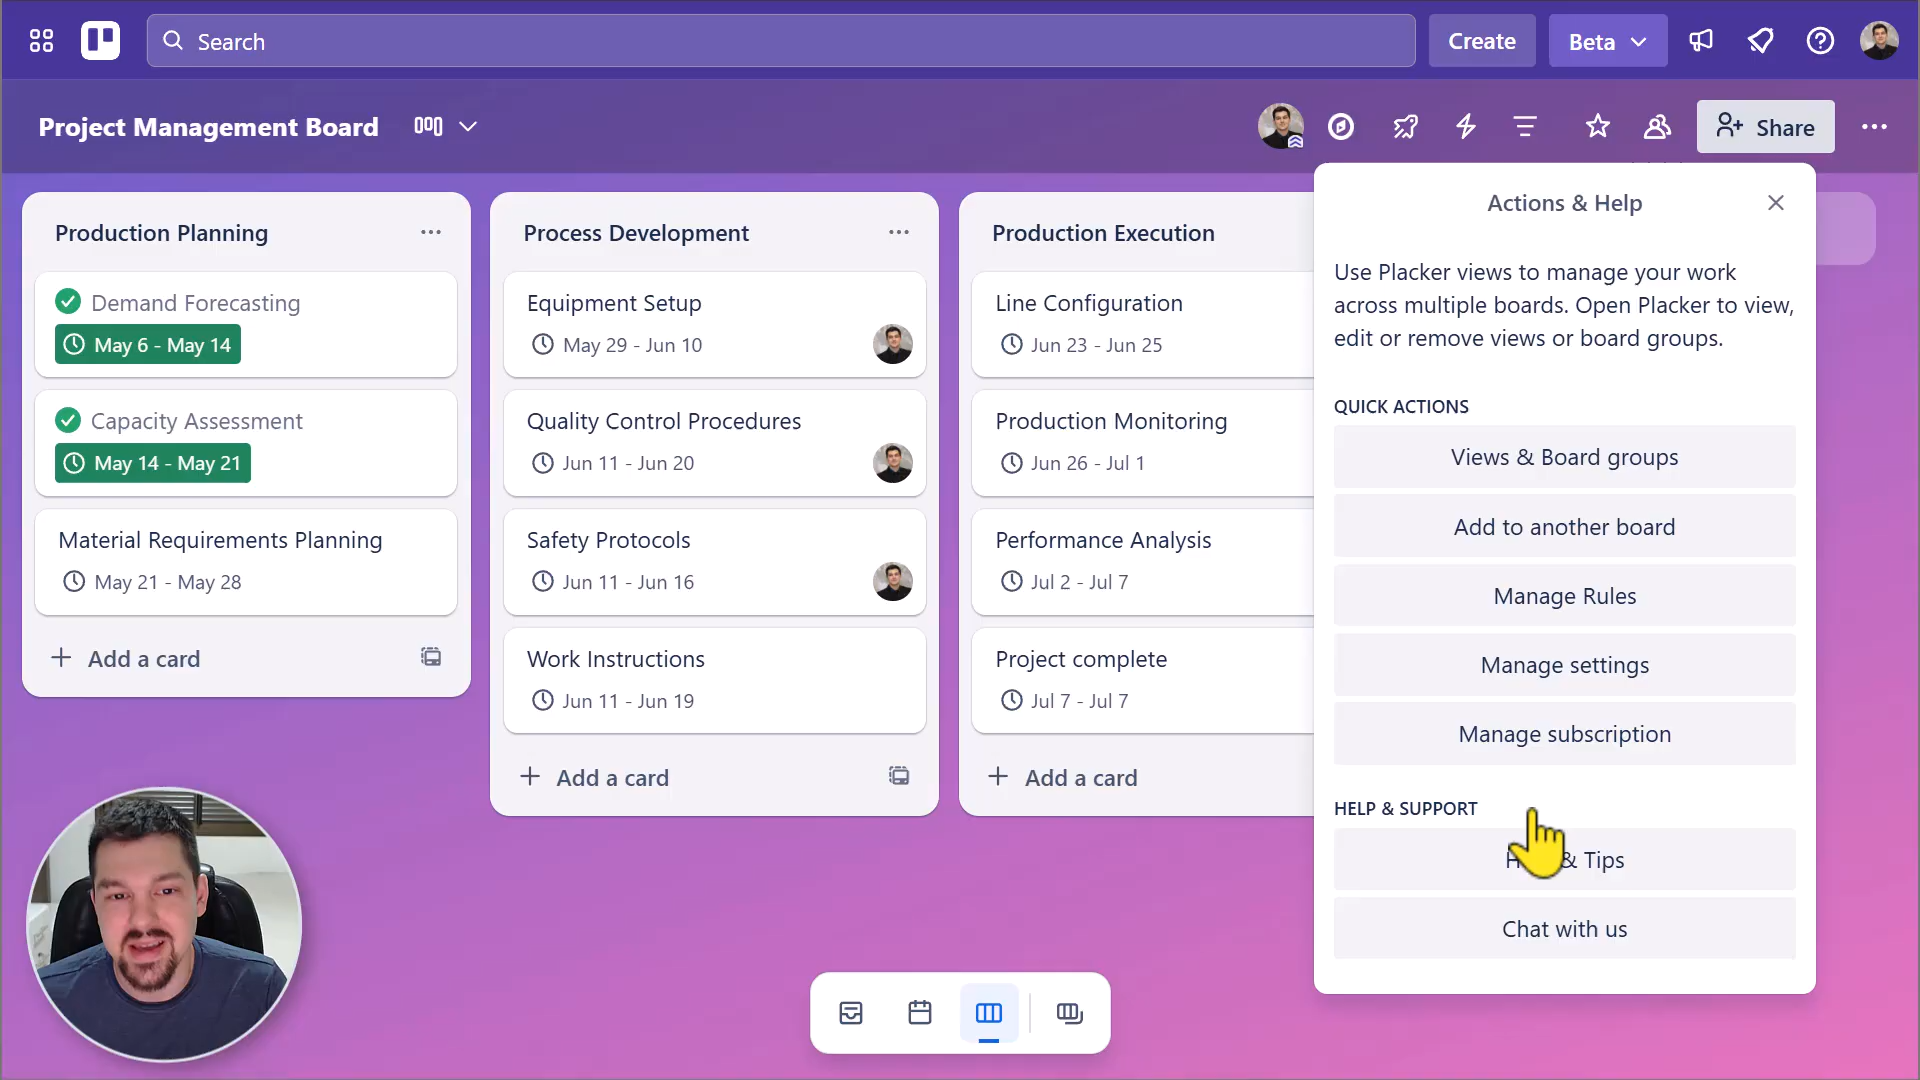 Search
Create
Beta
Project Management Board
Share
Production Planning
Demand Forecasting
May 6 - May 14
Capacity Assessment
May 14 - May 21
Material Requirements Planning
May 21 - May 28
Add a card
Process Development
Equipment Setup
May 29 - Jun 10
Quality Control Procedures
Jun 11 - Jun 20
Safety Protocols
Jun 11 - Jun 16
Work Instructions
Jun 11 - Jun 19
Add a card
Production Execution
Line Configuration
Jun 23 - Jun 25
Production Monitoring
Jun 26 - Jul 1
Performance Analysis
Jul 2 - Jul 7
Project complete
Jul 7 - Jul 7
Add a card
Actions & Help
Use Placker views to manage your work
across multiple boards. Open Placker to view,
edit or remove views or board groups.
QUICK ACTIONS
Views & Board groups
Add to another board
Manage Rules
Manage settings
Manage subscription
HELP & SUPPORT
& Tips
Chat with us